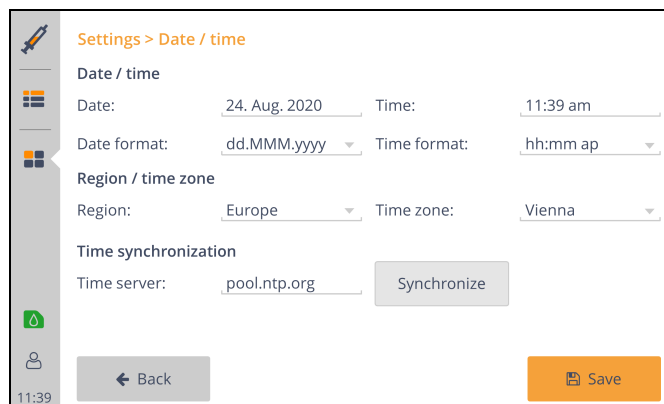 Settings > Date / time
Date / time
Date: 24. Aug. 2020 Time: 11:39 am
Date format: dd.MMM.yyyy Time format: hh:mm ap
Region / time zone
Region: Europe Time zone: Vienna
Time synchronization
Time server: pool.ntp.org Synchronize
Back Save
11:39